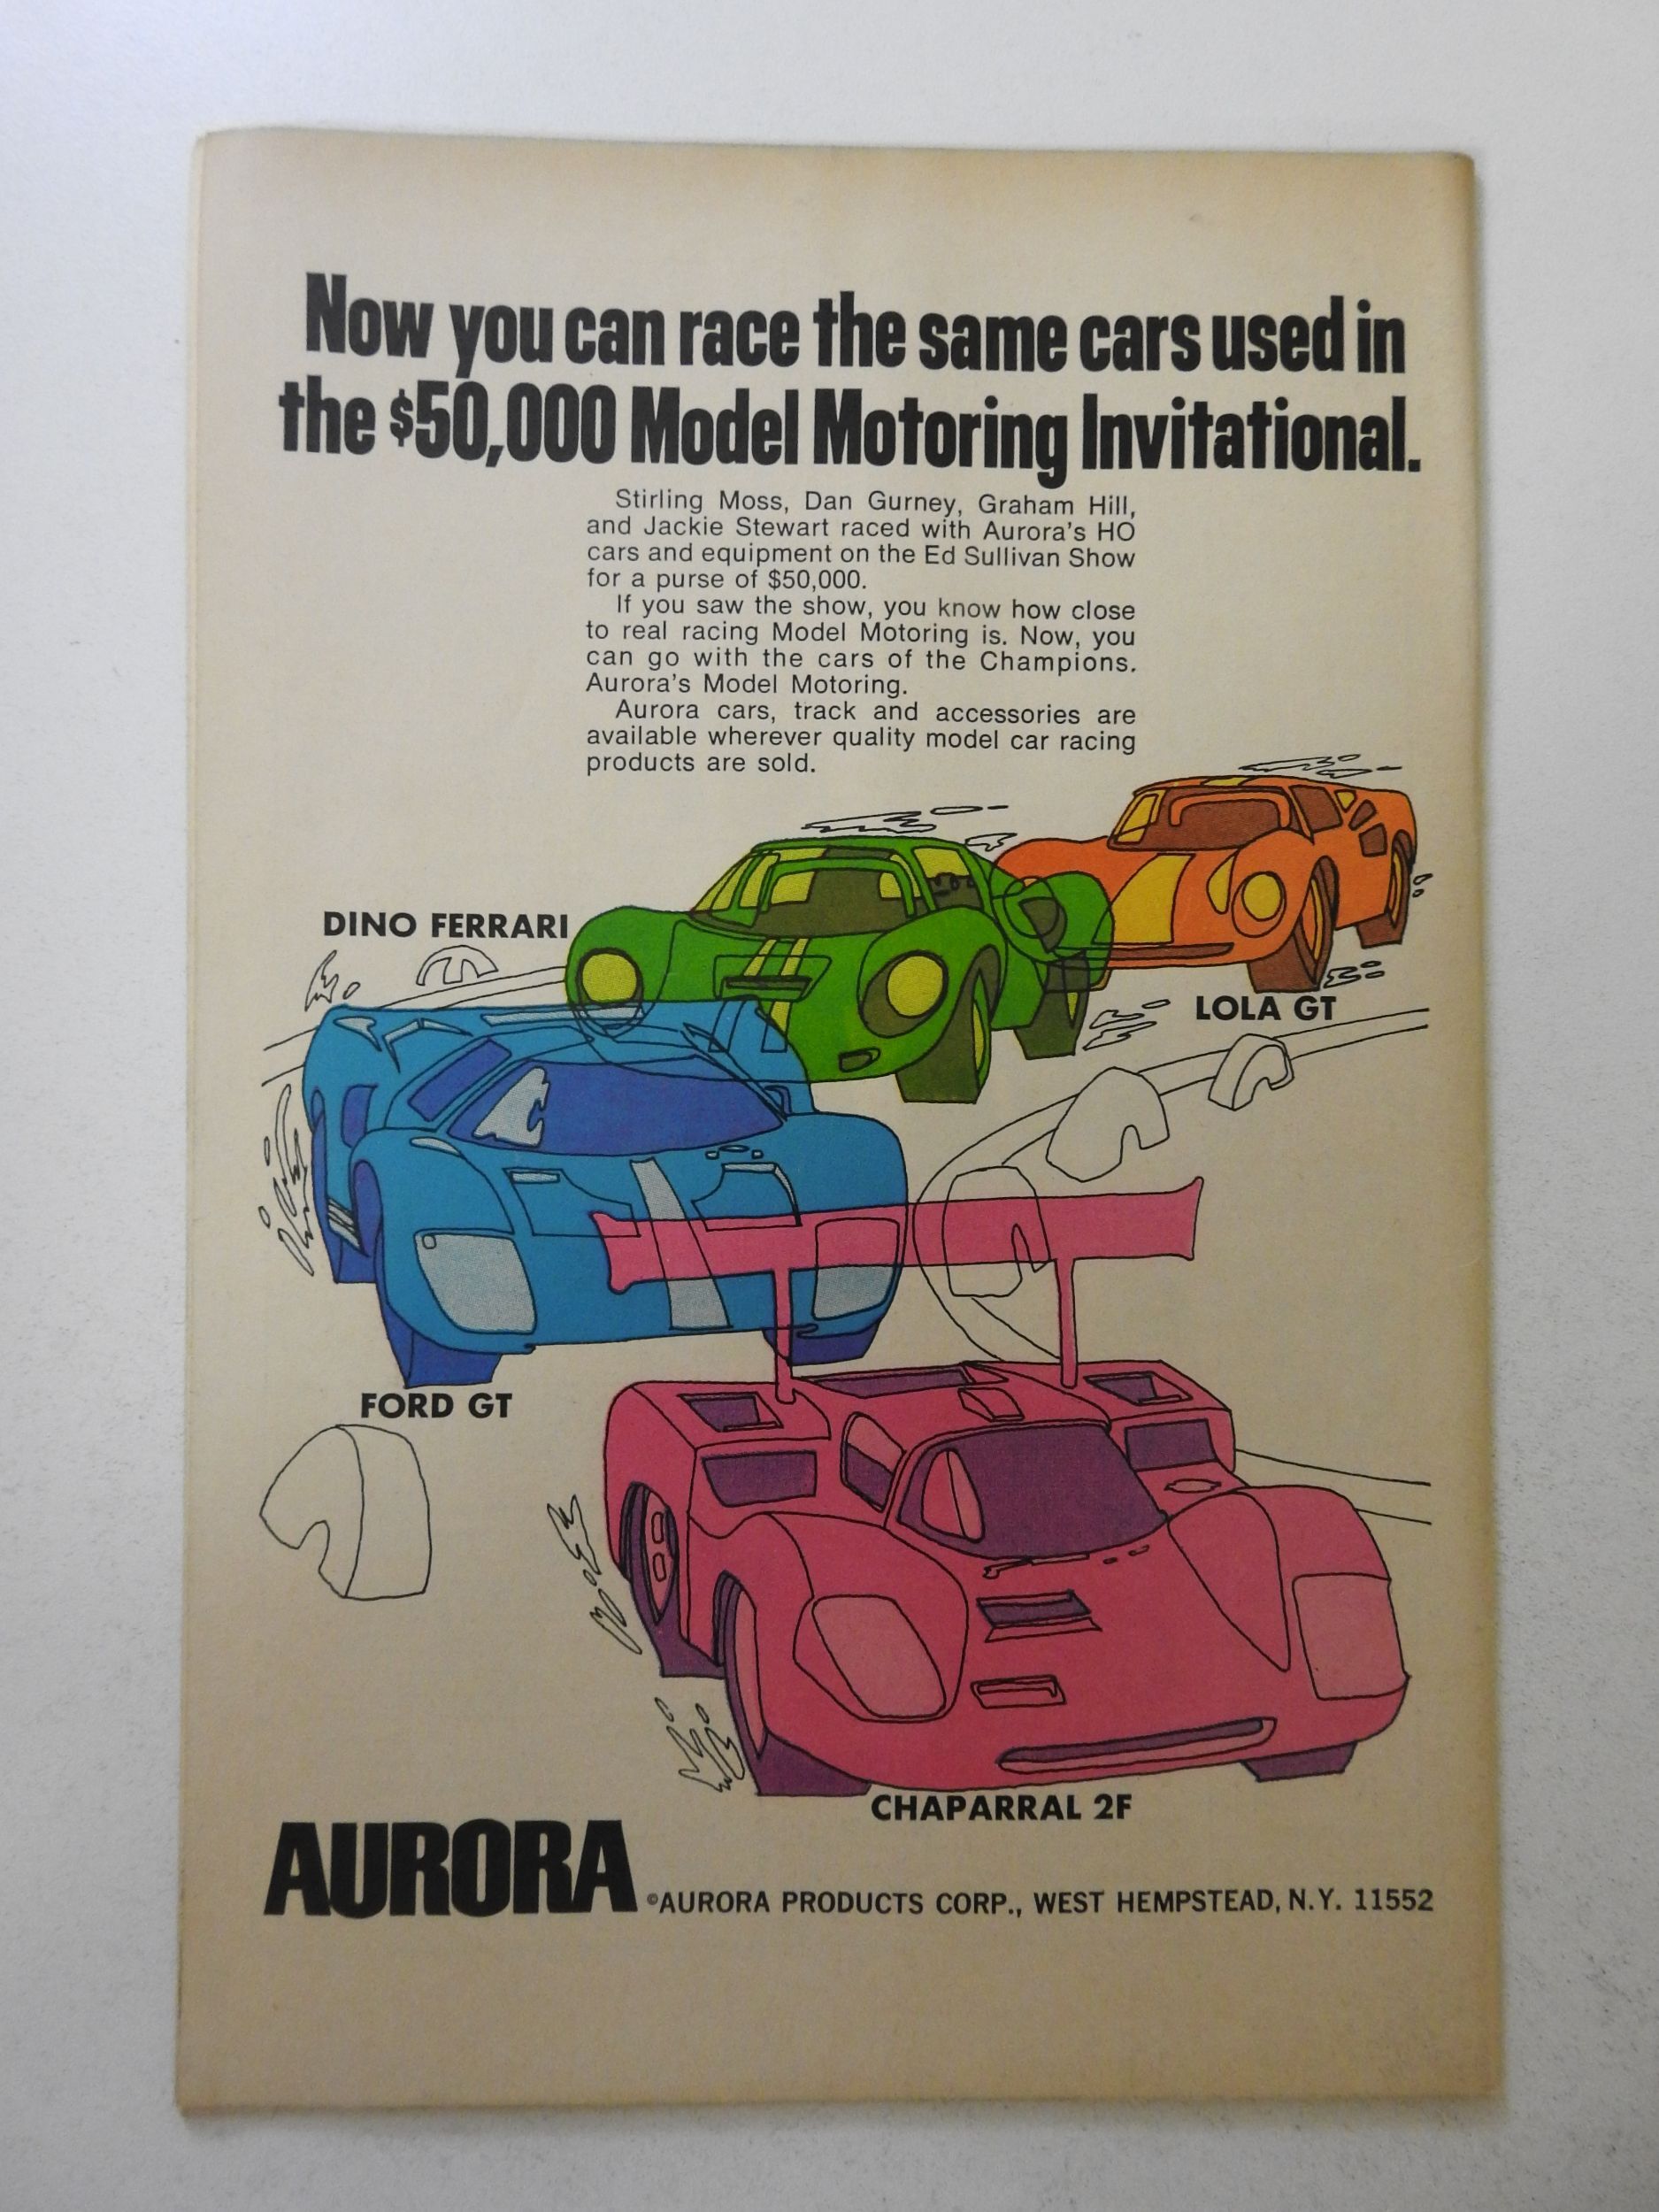 Now you can race the same cars used in
the $50,000 Model Motoring Invitational.
Stirling Moss, Dan Gurney, Graham Hill,
and Jackie Stewart raced with Aurora's HO
cars and equipment on the Ed Sullivan Show
for a purse of $50,000.
If you saw the show, you know how close
to real racing Model Motoring is. Now, you
can go with the cars of the Champions.
Aurora's Model Motoring.
Aurora cars, track and accessories are
available wherever quality model car racing
products are sold.
DINO FERRARI
LOLA GT
FORD GT
CHAPARRAL 2F
AURORA
©AURORA PRODUCTS CORP., WEST HEMPSTEAD, N.Y. 11552